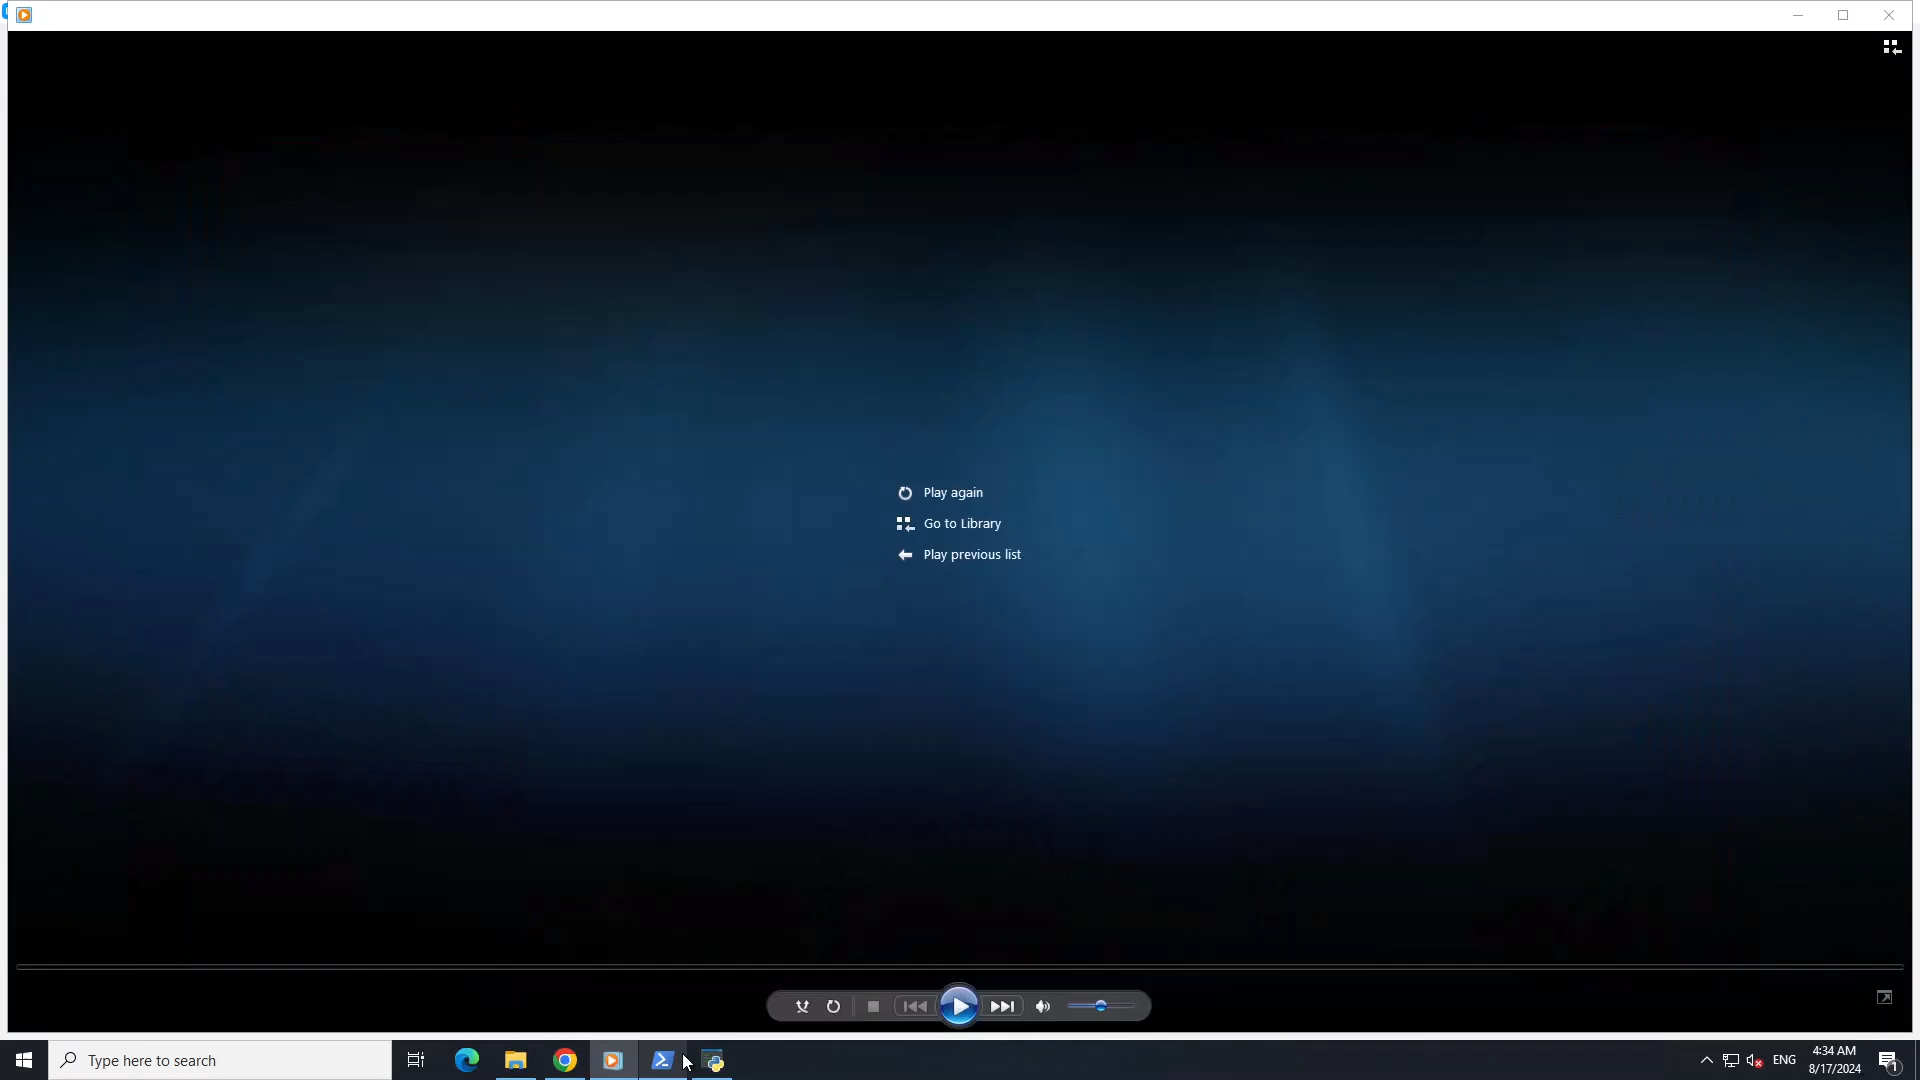 Play again
Go to Library
Play previous list
Type here to search
ENG
4:34 AM
8/17/2024
1